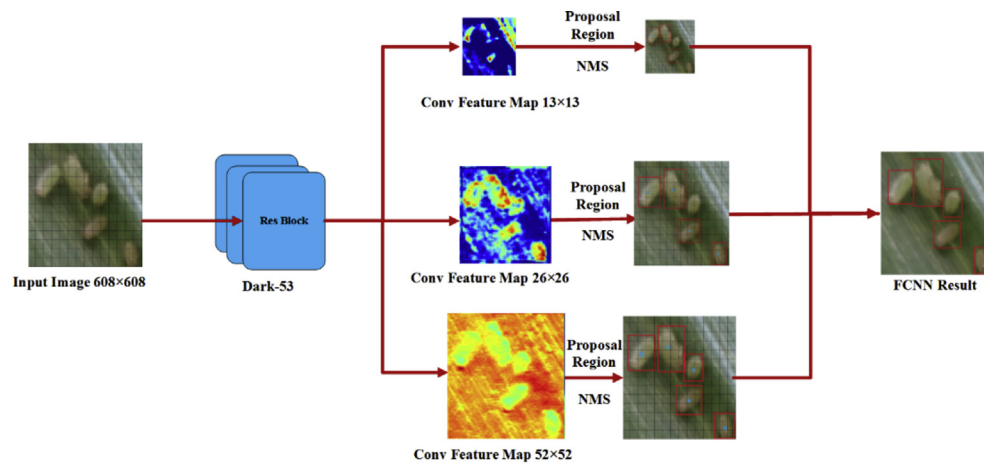 Proposal
Region
NMS
Conv Feature Map 13×13
Input Image 608×608
Res Block
Dark-53
Proposal
Region
NMS
Conv Feature Map 26×26
FCNN Result
Proposal
Region
NMS
Conv Feature Map 52×52